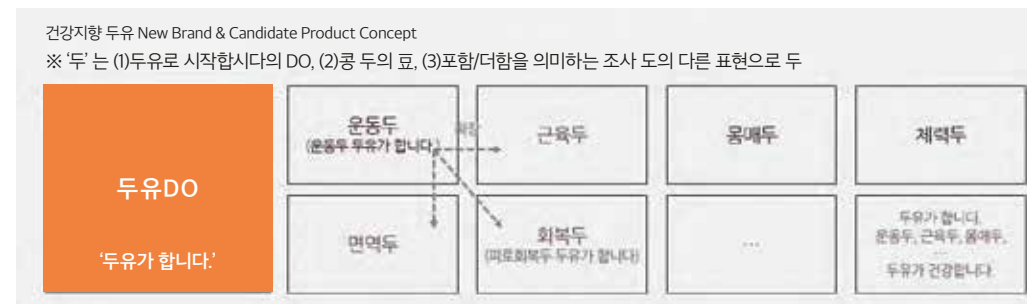 건강지향 두유 New Brand & Candidate Product Concept
※ ‘두’ 는 (1)두유로 시작합시다의 DO, (2)콩 두의 豆, (3)포함/더함을 의미하는 조사 도의 다른 표현으로 두
두유DO
‘두유가 합니다.’
운동두
(운동두 두유가 합니다.)
확장
근육두
몸매두
체력두
면역두
회복두
(피로회복두 두유가 합니다)
...
두유가 합니다.
운동두, 근육두, 몸매두,
...
두유가 건강합니다.